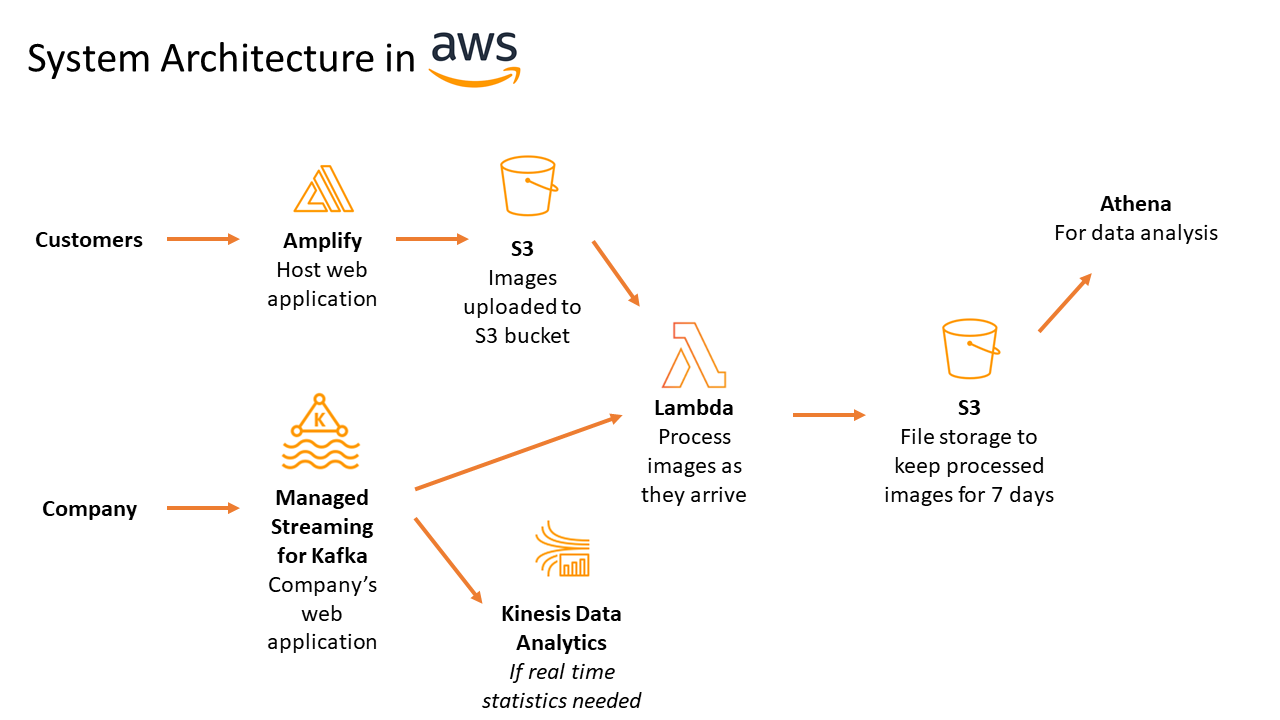 System Architecture in aws
Customers
Amplify
Host web
application
S3
Images
uploaded to
S3 bucket
Athena
For data analysis
Lambda
Process
images as
they arrive
S3
File storage to
keep processed
images for 7 days
Company
K
Managed
Streaming
for Kafka
Company’s
web
application
Kinesis Data
Analytics
If real time
statistics needed